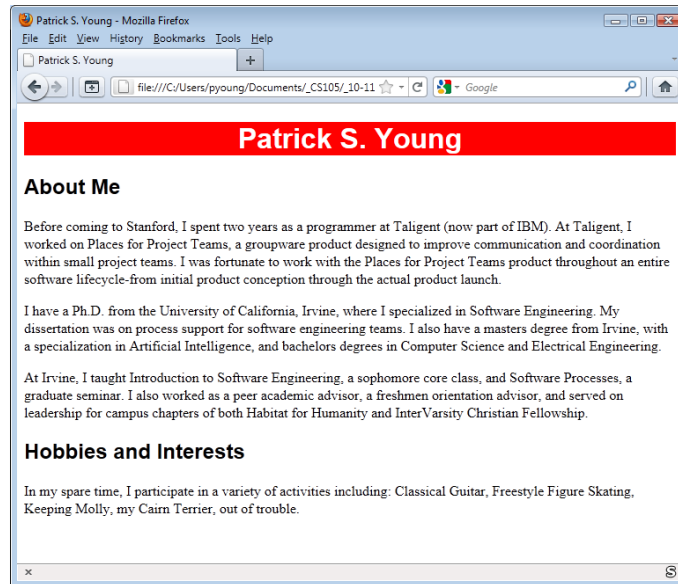 Patrick S. Young - Mozilla Firefox
File Edit View History Bookmarks Tools Help
Patrick S. Young
file:///C:/Users/pyoung/Documents/_CS105/_10-11
Google
Patrick S. Young
About Me
Before coming to Stanford, I spent two years as a programmer at Taligent (now part of IBM). At Taligent, I
worked on Places for Project Teams, a groupware product designed to improve communication and coordination
within small project teams. I was fortunate to work with the Places for Project Teams product throughout an entire
software lifecycle-from initial product conception through the actual product launch.
I have a Ph.D. from the University of California, Irvine, where I specialized in Software Engineering. My
dissertation was on process support for software engineering teams. I also have a masters degree from Irvine, with
a specialization in Artificial Intelligence, and bachelors degrees in Computer Science and Electrical Engineering.
At Irvine, I taught Introduction to Software Engineering, a sophomore core class, and Software Processes, a
graduate seminar. I also worked as a peer academic advisor, a freshmen orientation advisor, and served on
leadership for campus chapters of both Habitat for Humanity and InterVarsity Christian Fellowship.
Hobbies and Interests
In my spare time, I participate in a variety of activities including: Classical Guitar, Freestyle Figure Skating,
Keeping Molly, my Cairn Terrier, out of trouble.